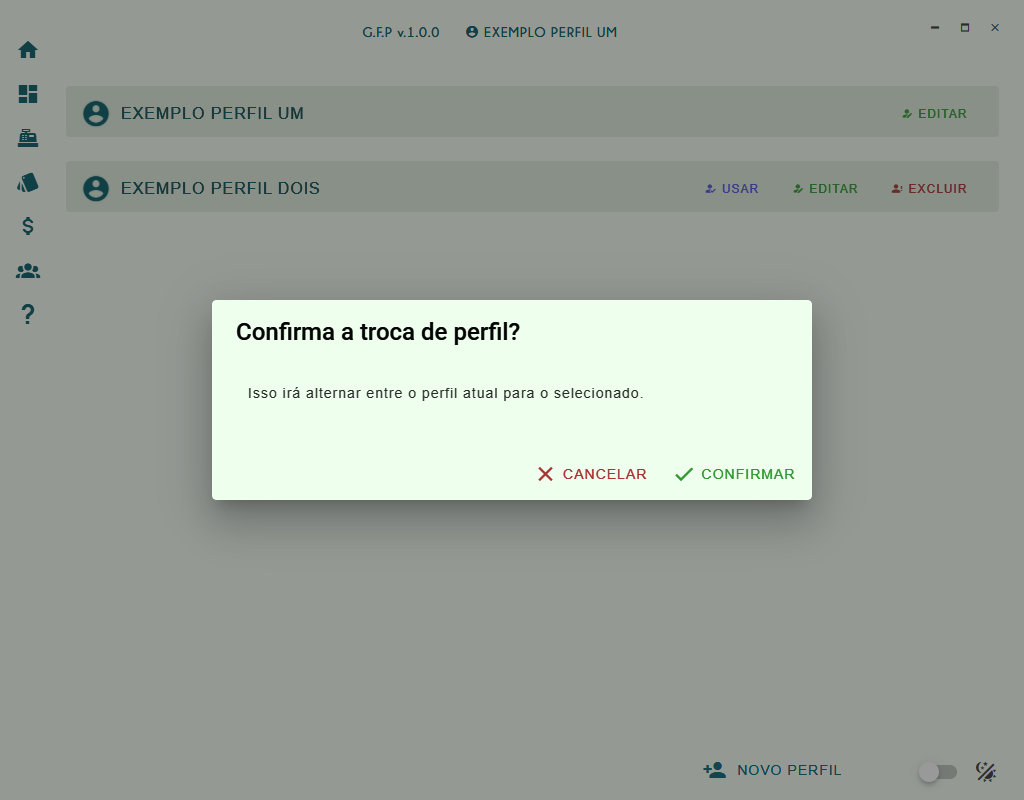 G.F.P v.1.0.0 EXEMPLO PERFIL UM
EXEMPLO PERFIL UM EDITAR
EXEMPLO PERFIL DOIS USAR EDITAR EXCLUIR
Confirma a troca de perfil?
Isso irá alternar entre o perfil atual para o selecionado.
CANCELAR CONFIRMAR
NOVO PERFIL